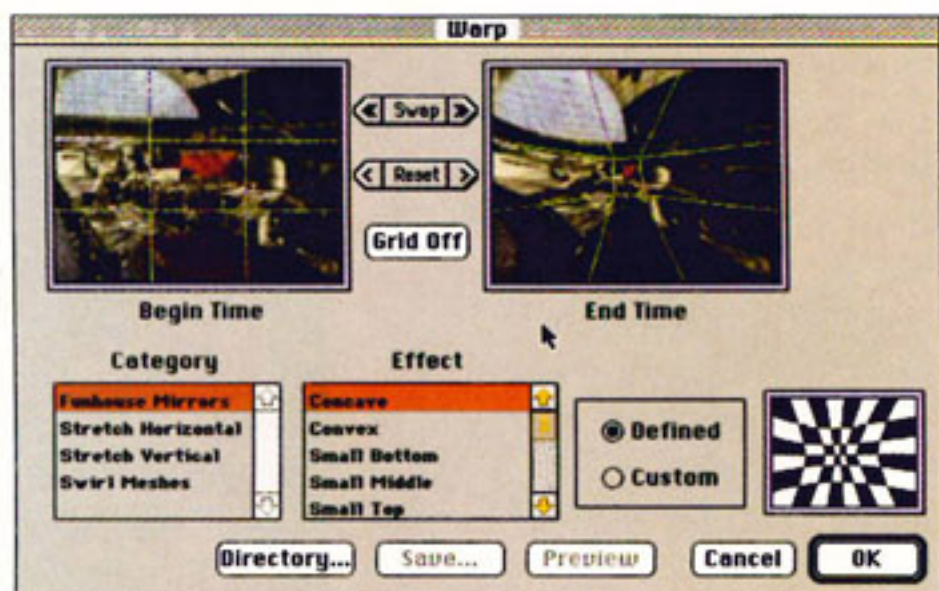 Warp
Swap
Reset
Grid Off
Begin Time
End Time
Category
Effect
Funhouse Mirrors
Stretch Horizontal
Stretch Vertical
Swirl Meshes
Concave
Convex
Small Bottom
Small Middle
Small Top
Defined
Custom
Directory...
Save...
Preview
Cancel
OK